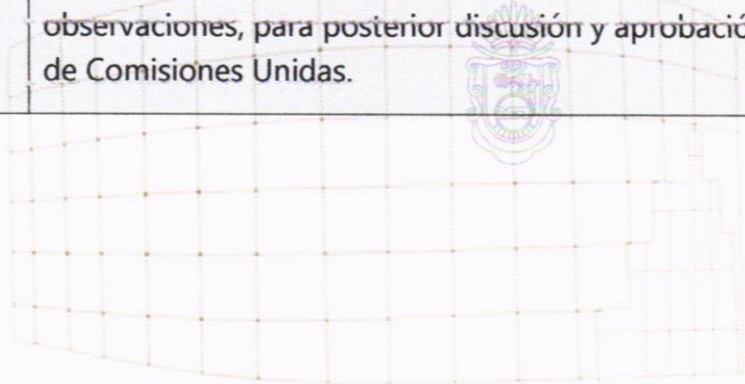 observaciones, para posterior discusión y aprobació
de Comisiones Unidas.